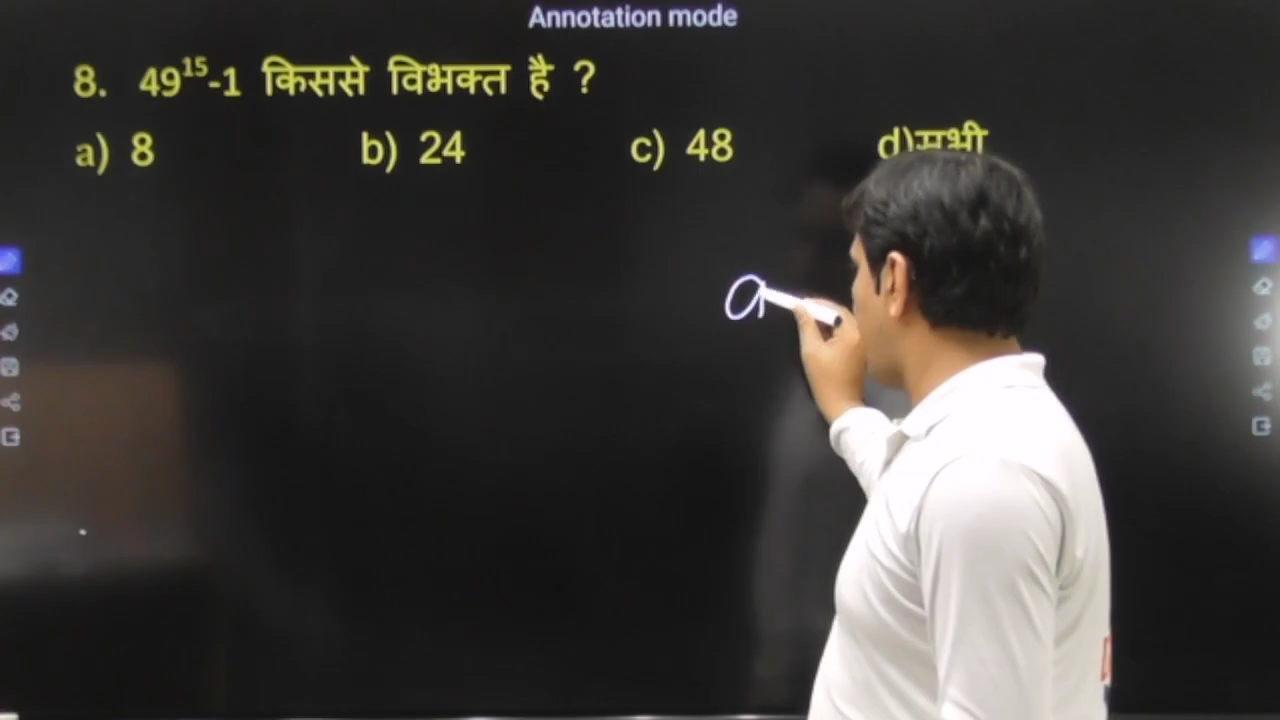 Annotation mode
8. 49¹⁵-1 किससे विभक्त है ?
a) 8 b) 24 c) 48 d)सभी
a